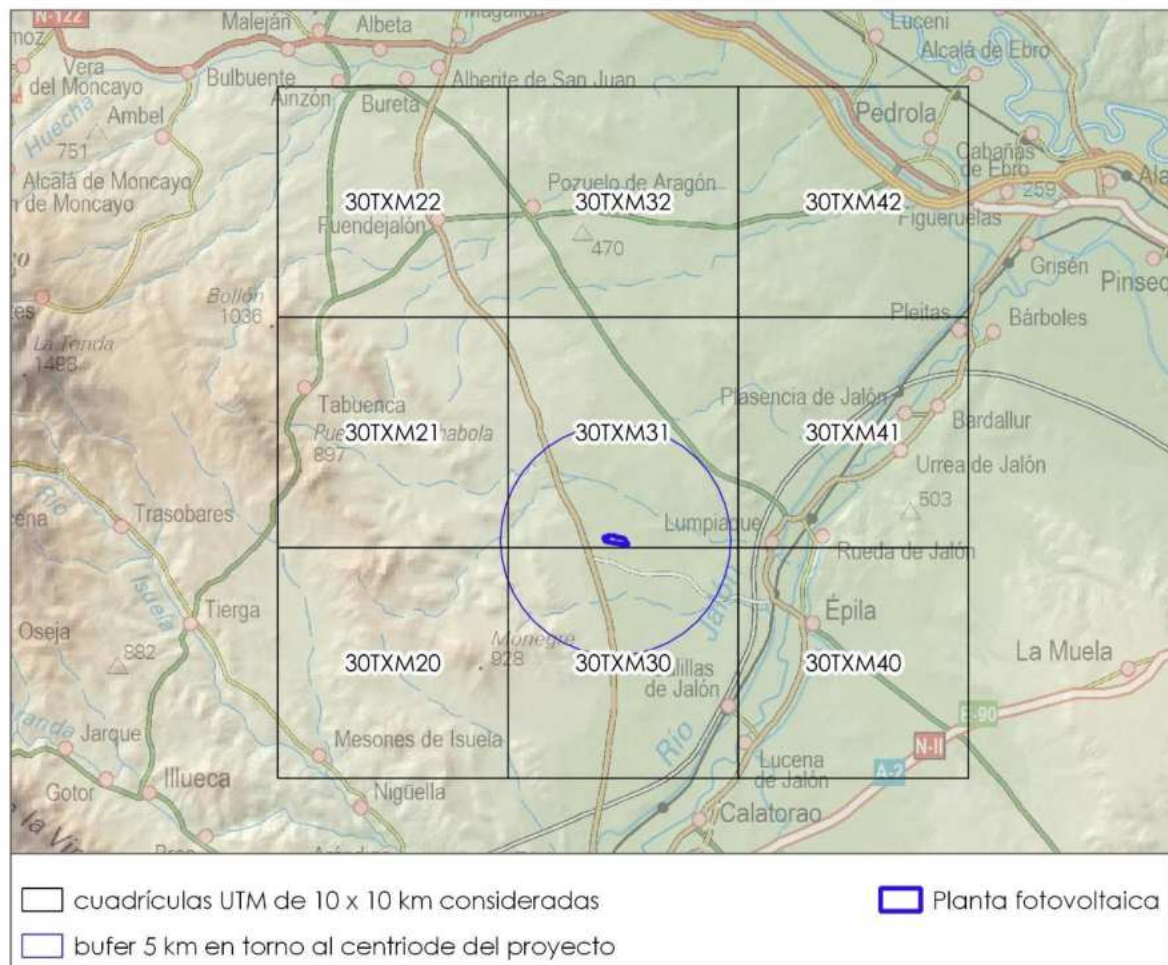 N-122
Maleján
Albeta
Magallón
Luceni
Alcalá de Ebro
Vera
del Moncayo
Bulbuente
Alberite de San Juan
Ainzón
Bureta
Huecha
Ambel
751
Pedrola
Cabañas
de Ebro
Alcalá de Moncayo
de Moncayo
Pozuelo de Aragón
259
30TXM22
30TXM32
30TXM42
Fuendejalón
Figueruelas
470
Grisén
Pinseq
Bollón
1036
Pleitas
Bárboles
La Tonda
1488
Plasencia de Jalón
Tabuenca
Bardallur
30TXM21
30TXM31
30TXM41
897
Urrea de Jalón
503
Río
Trasobares
Lumpiaque
Rueda de Jalón
Isuela
Tierga
Jalón
Épila
Oseja
882
Monegre
928
La Muela
30TXM20
30TXM30
30TXM40
de Jalón
E-90
N-II
Jarque
Mesones de Isuela
Río
Lucena
de Jalón
A-2
Gotor
Illueca
Nigüella
Calatorao
cuadrículas UTM de 10 x 10 km consideradas
Planta fotovoltaica
bufer 5 km en torno al centriode del proyecto